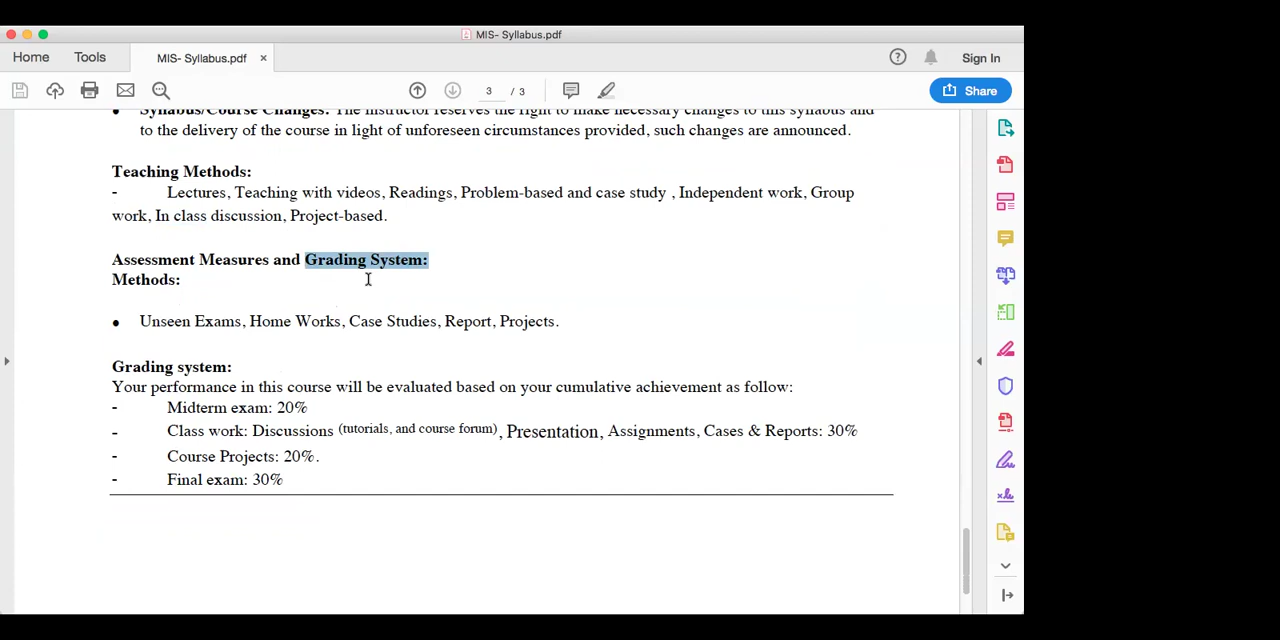 MIS- Syllabus.pdf
Home Tools MIS- Syllabus.pdf × ? Sign In
3 / 3 Share
• Syllabus/Course Changes: The instructor reserves the right to make necessary changes to this syllabus and
to the delivery of the course in light of unforeseen circumstances provided, such changes are announced.
Teaching Methods:
- Lectures, Teaching with videos, Readings, Problem-based and case study , Independent work, Group
work, In class discussion, Project-based.
Assessment Measures and Grading System:
Methods:
• Unseen Exams, Home Works, Case Studies, Report, Projects.
Grading system:
Your performance in this course will be evaluated based on your cumulative achievement as follow:
- Midterm exam: 20%
- Class work: Discussions (tutorials, and course forum), Presentation, Assignments, Cases & Reports: 30%
- Course Projects: 20%.
- Final exam: 30%